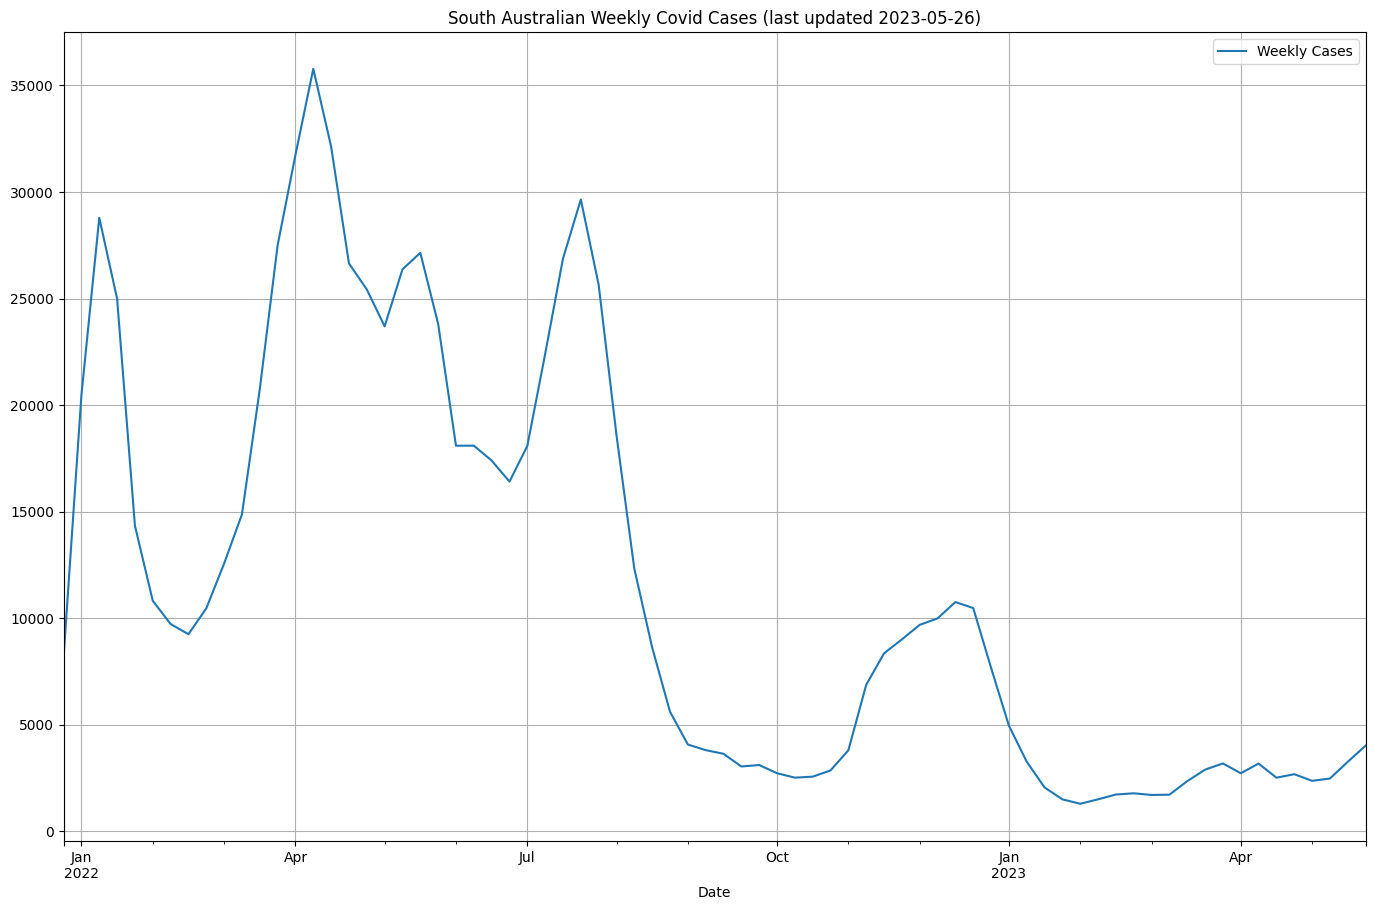 South Australian Weekly Covid Cases (last updated 2023-05-26)
Weekly Cases
35000
30000
25000
20000
15000
10000
5000
0
Jan Apr Jul Oct Jan Apr
2022 2023
Date